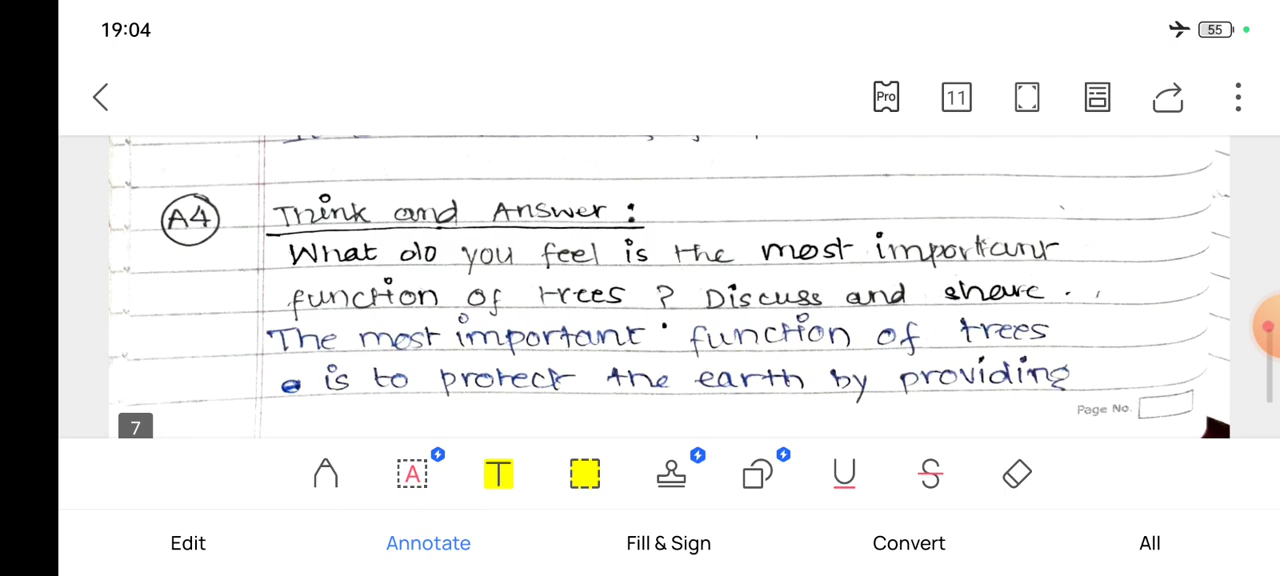 19:04
55
Pro
11
A4
Think and Answer :
What do you feel is the most important
function of trees ? Discuss and share .
The most important function of trees
is to protect the earth by providing
Page No.
7
A
T
U
S
Edit
Annotate
Fill & Sign
Convert
All